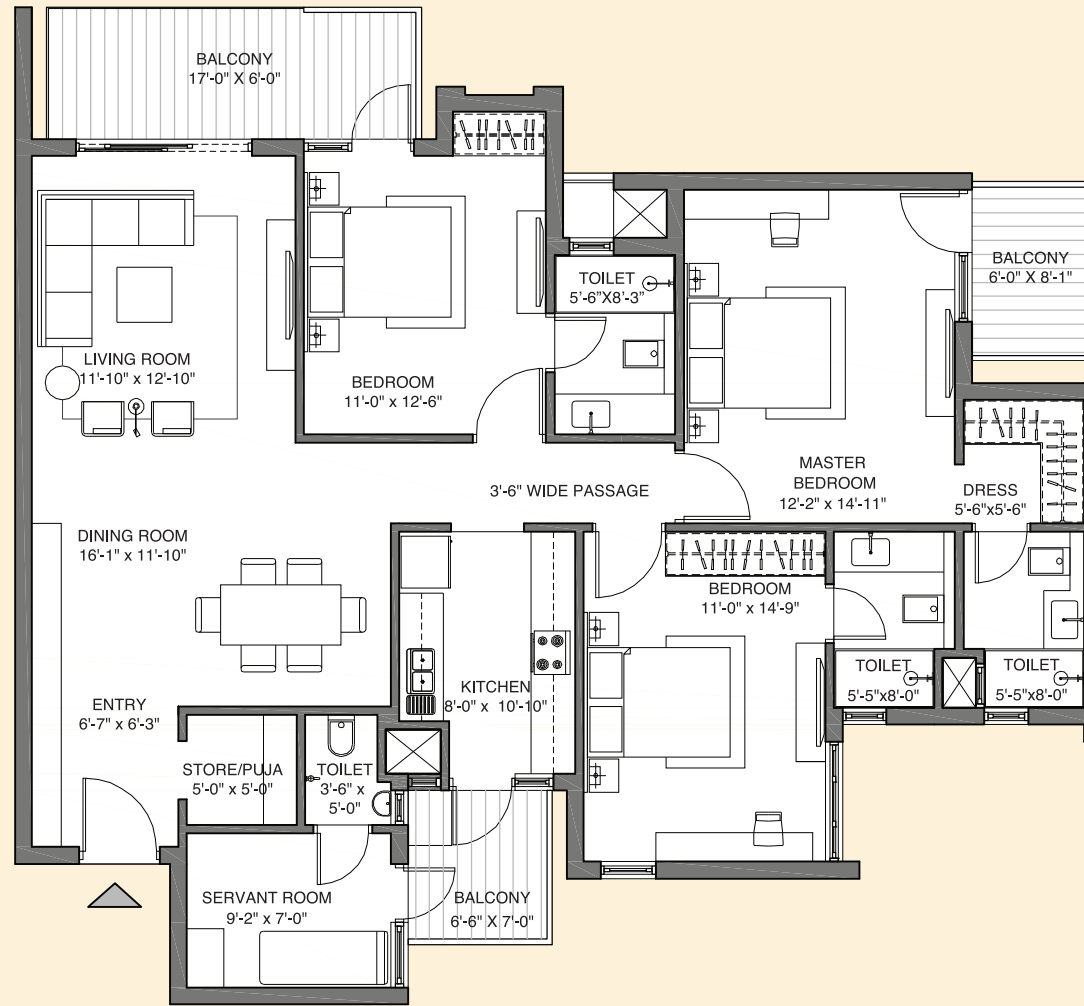 BALCONY
17'-0" X 6'-0"
BALCONY
6'-0" X 8'-1"
TOILET
5'-6"X8'-3"
LIVING ROOM
11'-10" x 12'-10"
BEDROOM
11'-0" x 12'-6"
MASTER
BEDROOM
12'-2" x 14'-11"
3'-6" WIDE PASSAGE
DRESS
5'-6"x5'-6"
DINING ROOM
16'-1" x 11'-10"
BEDROOM
11'-0" x 14'-9"
KITCHEN
8'-0" x 10'-10"
TOILET
5'-5"x8'-0"
TOILET
5'-5"x8'-0"
ENTRY
6'-7" x 6'-3"
STORE/PUJA
5'-0" x 5'-0"
TOILET
3'-6" x
5'-0"
SERVANT ROOM
9'-2" x 7'-0"
BALCONY
6'-6" X 7'-0"